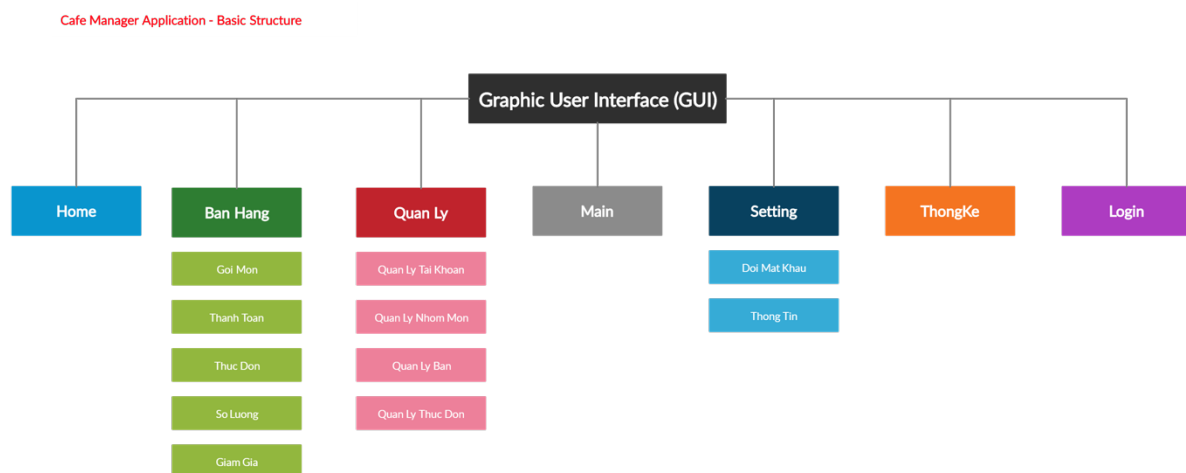 Cafe Manager Application - Basic Structure
Graphic User Interface (GUI)
Home
Ban Hang
Quan Ly
Main
Setting
ThongKe
Login
Goi Mon
Thanh Toan
Thuc Don
So Luong
Giam Gia
Quan Ly Tai Khoan
Quan Ly Nhom Mon
Quan Ly Ban
Quan Ly Thuc Don
Doi Mat Khau
Thong Tin